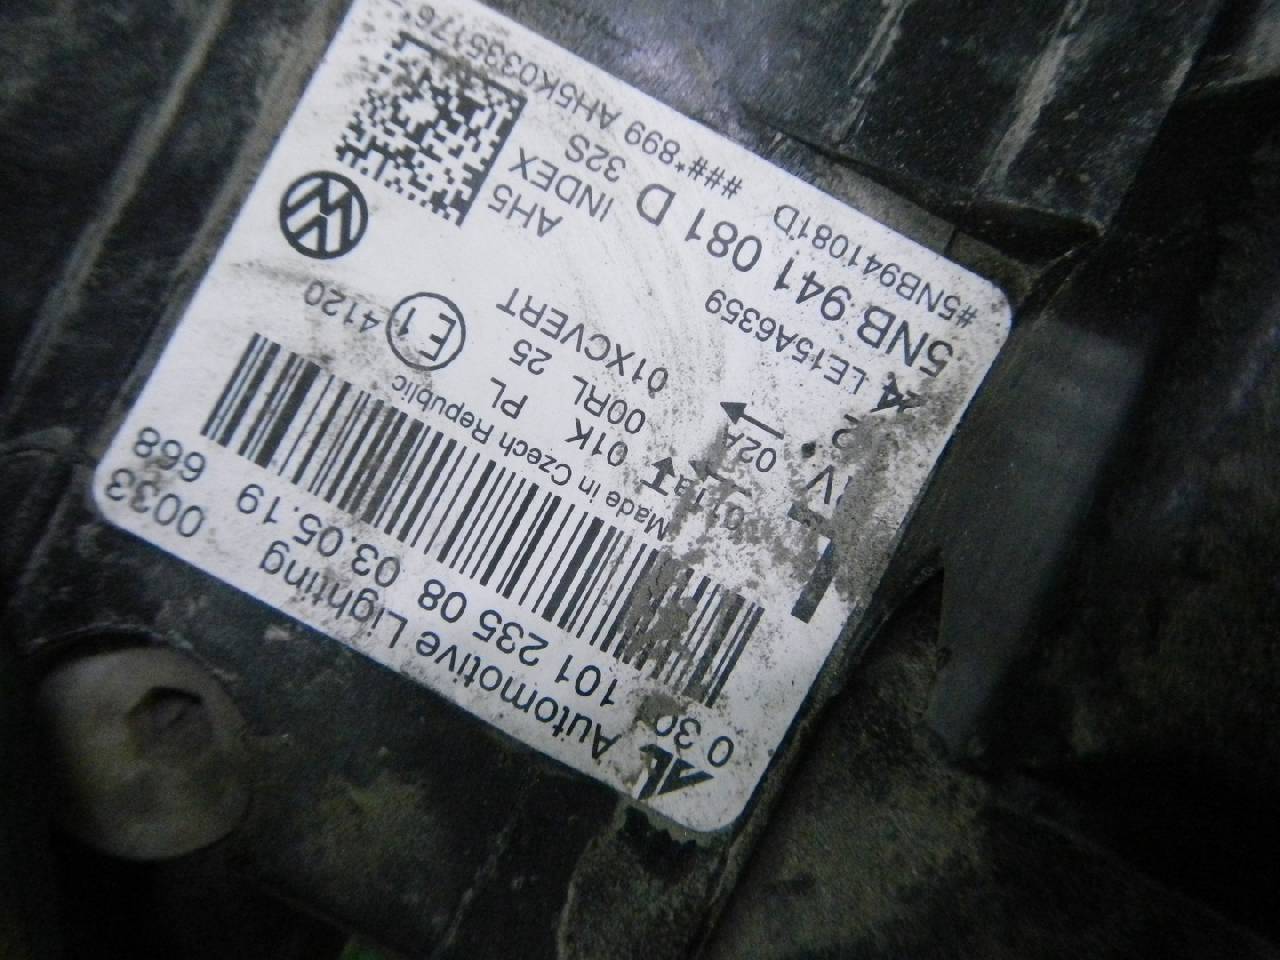 AL Automotive Lighting 0033
0 30 101 235 08 03.05.19 668
Made in Czech Republic
01K PL E1 4120
02A 00RL 25
01XCVERT
LE15A6359
5NB 941 081 D INDEX AH5
32S
#5NB941081D ###*899 AH5K0335176*